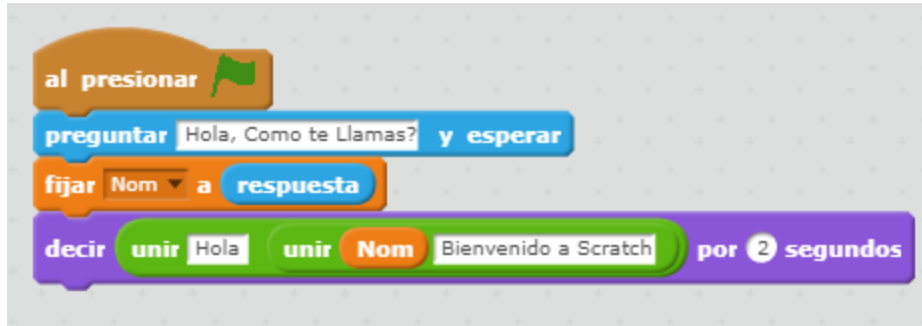 al presionar
preguntar Hola, Como te Llamas? y esperar
fijar Nom a respuesta
decir unir Hola unir Nom Bienvenido a Scratch por 2 segundos